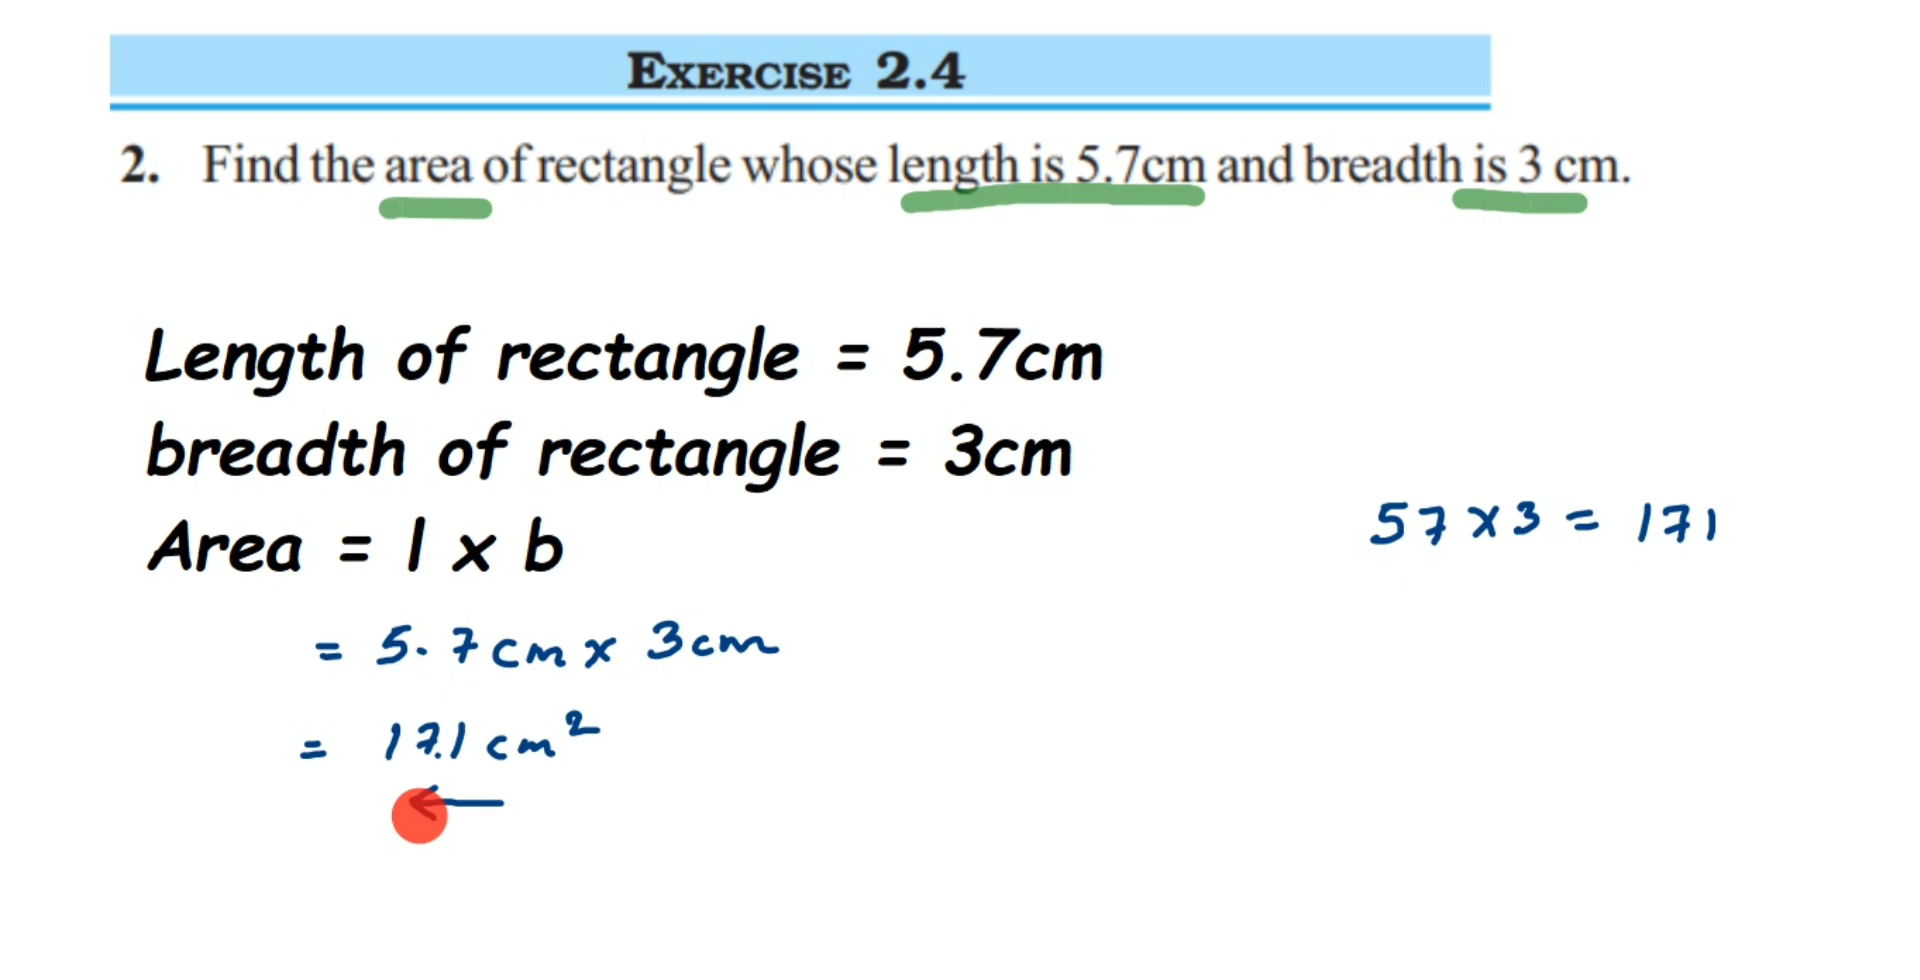 EXERCISE 2.4
2. Find the area of rectangle whose length is 5.7cm and breadth is 3 cm.
Length of rectangle = 5.7cm
breadth of rectangle = 3cm
57 x 3 = 171
Area = l x b
= 5.7cm x 3cm
= 17.1 cm²